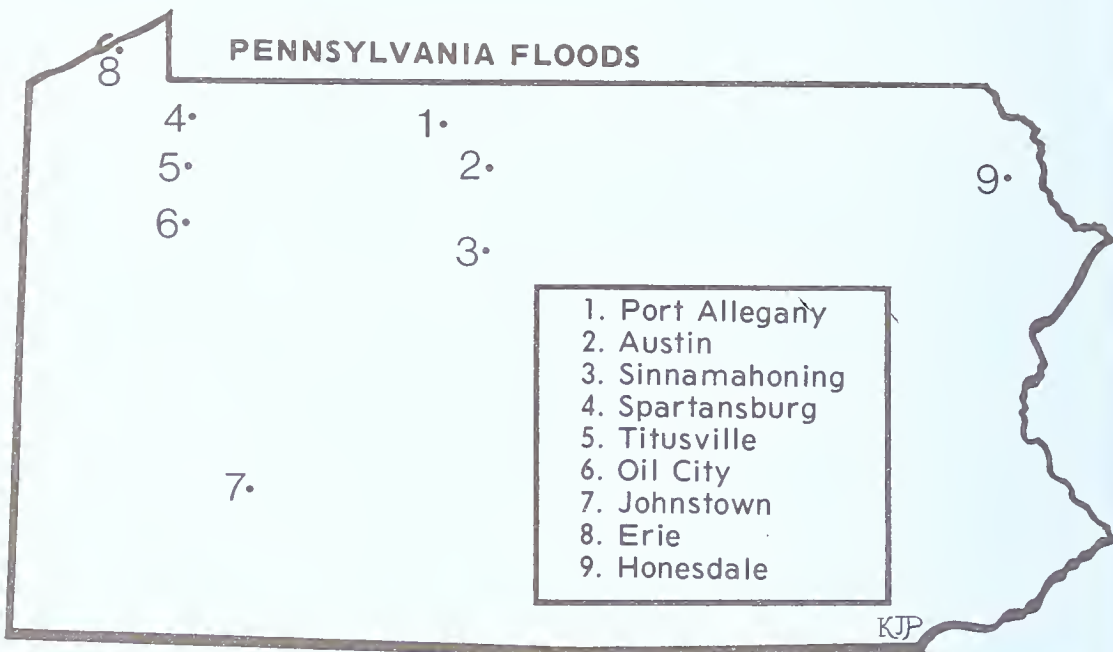 PENNSYLVANIA FLOODS
8
4
1
5
2
9
6
3
7
1. Port Allegany
2. Austin
3. Sinnamahoning
4. Spartansburg
5. Titusville
6. Oil City
7. Johnstown
8. Erie
9. Honesdale
KJP